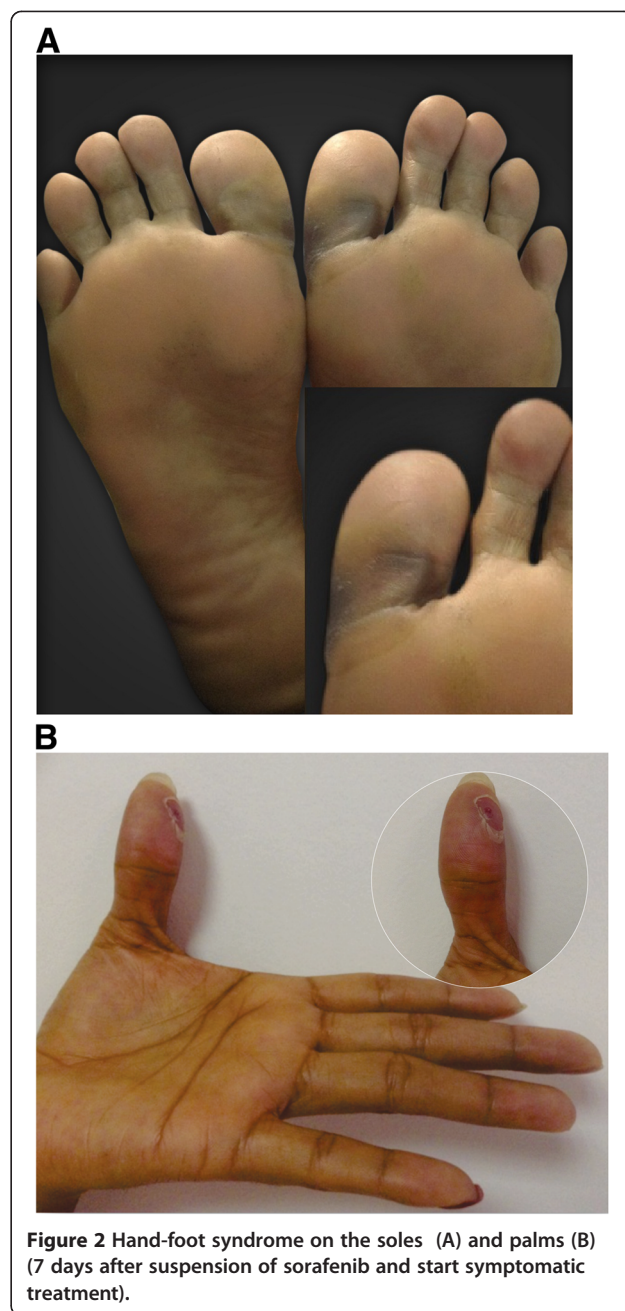 A
B
Figure 2 Hand-foot syndrome on the soles (A) and palms (B)
(7 days after suspension of sorafenib and start symptomatic
treatment).